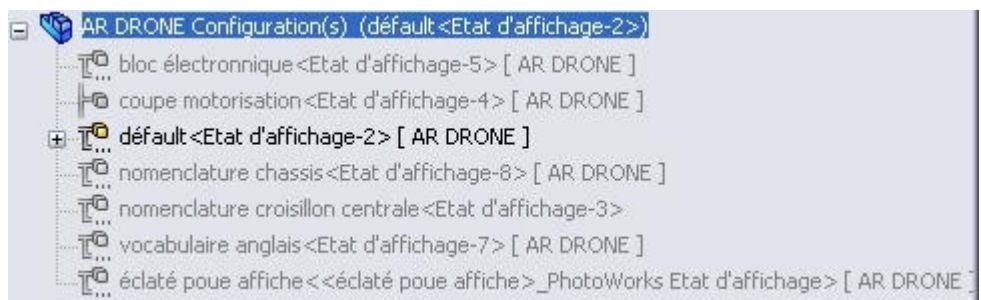 AR DRONE Configuration(s) (défault<Etat d'affichage-2>)
bloc électronnique<Etat d'affichage-5> [ AR DRONE ]
coupe motorisation<Etat d'affichage-4> [ AR DRONE ]
défault<Etat d'affichage-2> [ AR DRONE ]
nomenclature chassis<Etat d'affichage-8> [ AR DRONE ]
nomenclature croisillon centrale<Etat d'affichage-3>
vocabulaire anglais<Etat d'affichage-7> [ AR DRONE ]
éclaté poue affiche<<éclaté poue affiche>_PhotoWorks Etat d'affichage> [ AR DRONE ]